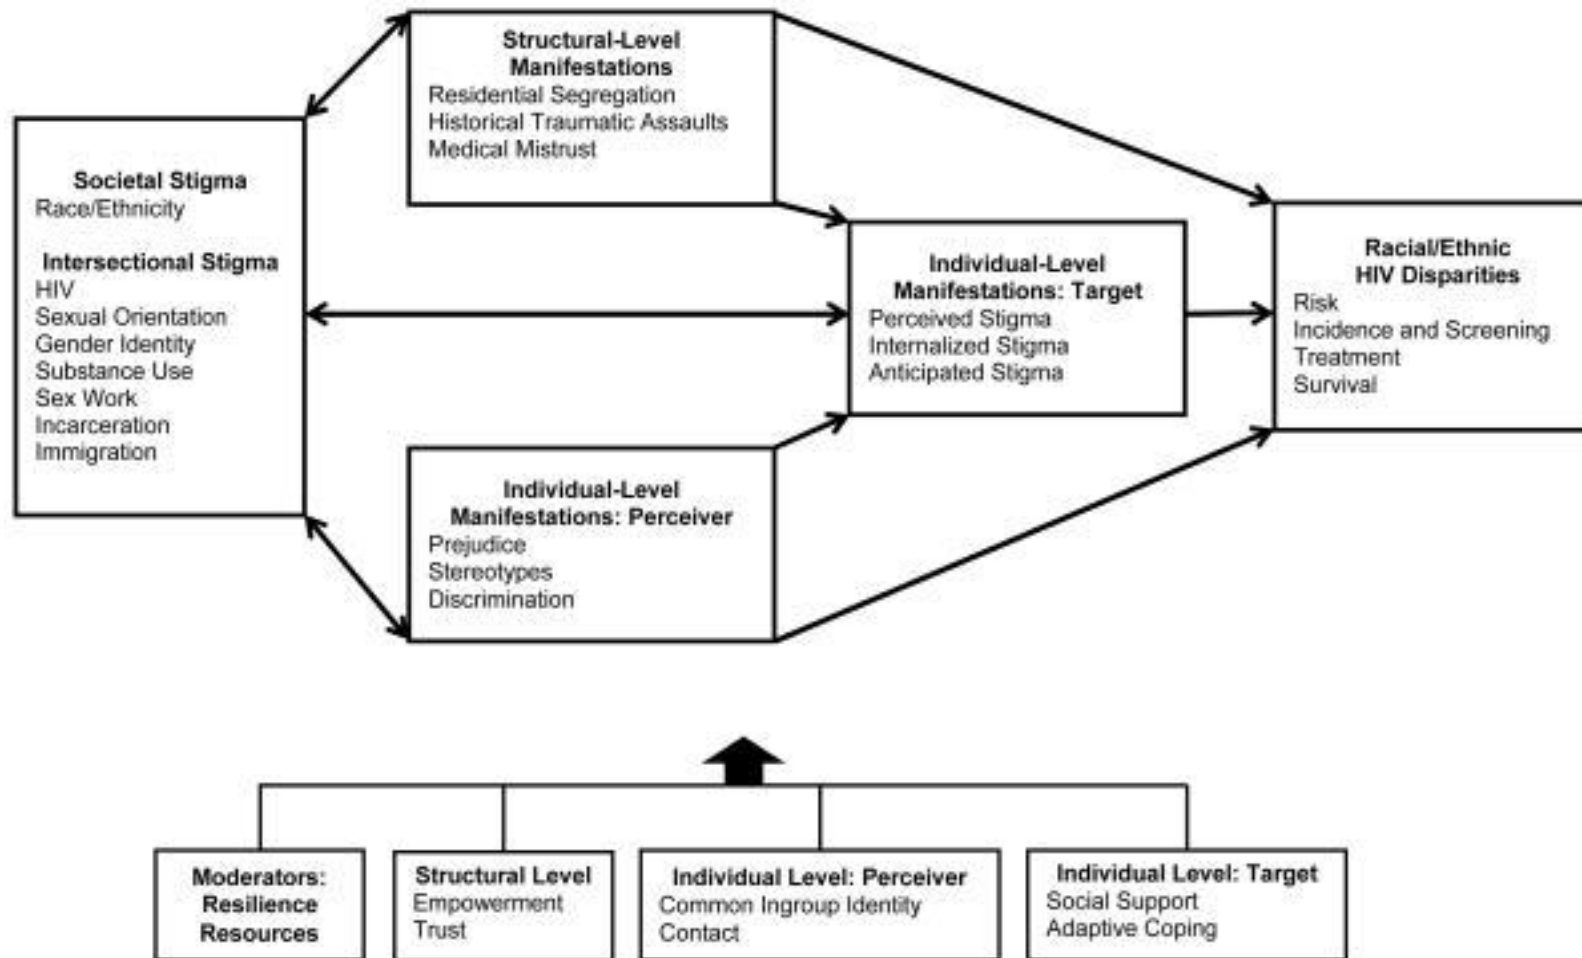 Structural-Level
Manifestations
Residential Segregation
Historical Traumatic Assaults
Medical Mistrust
Societal Stigma
Race/Ethnicity
Intersectional Stigma
HIV
Sexual Orientation
Gender Identity
Substance Use
Sex Work
Incarceration
Immigration
Individual-Level
Manifestations: Target
Perceived Stigma
Internalized Stigma
Anticipated Stigma
Racial/Ethnic
HIV Disparities
Risk
Incidence and Screening
Treatment
Survival
Individual-Level
Manifestations: Perceiver
Prejudice
Stereotypes
Discrimination
Moderators:
Resilience
Resources
Structural Level
Empowerment
Trust
Individual Level: Perceiver
Common Ingroup Identity
Contact
Individual Level: Target
Social Support
Adaptive Coping